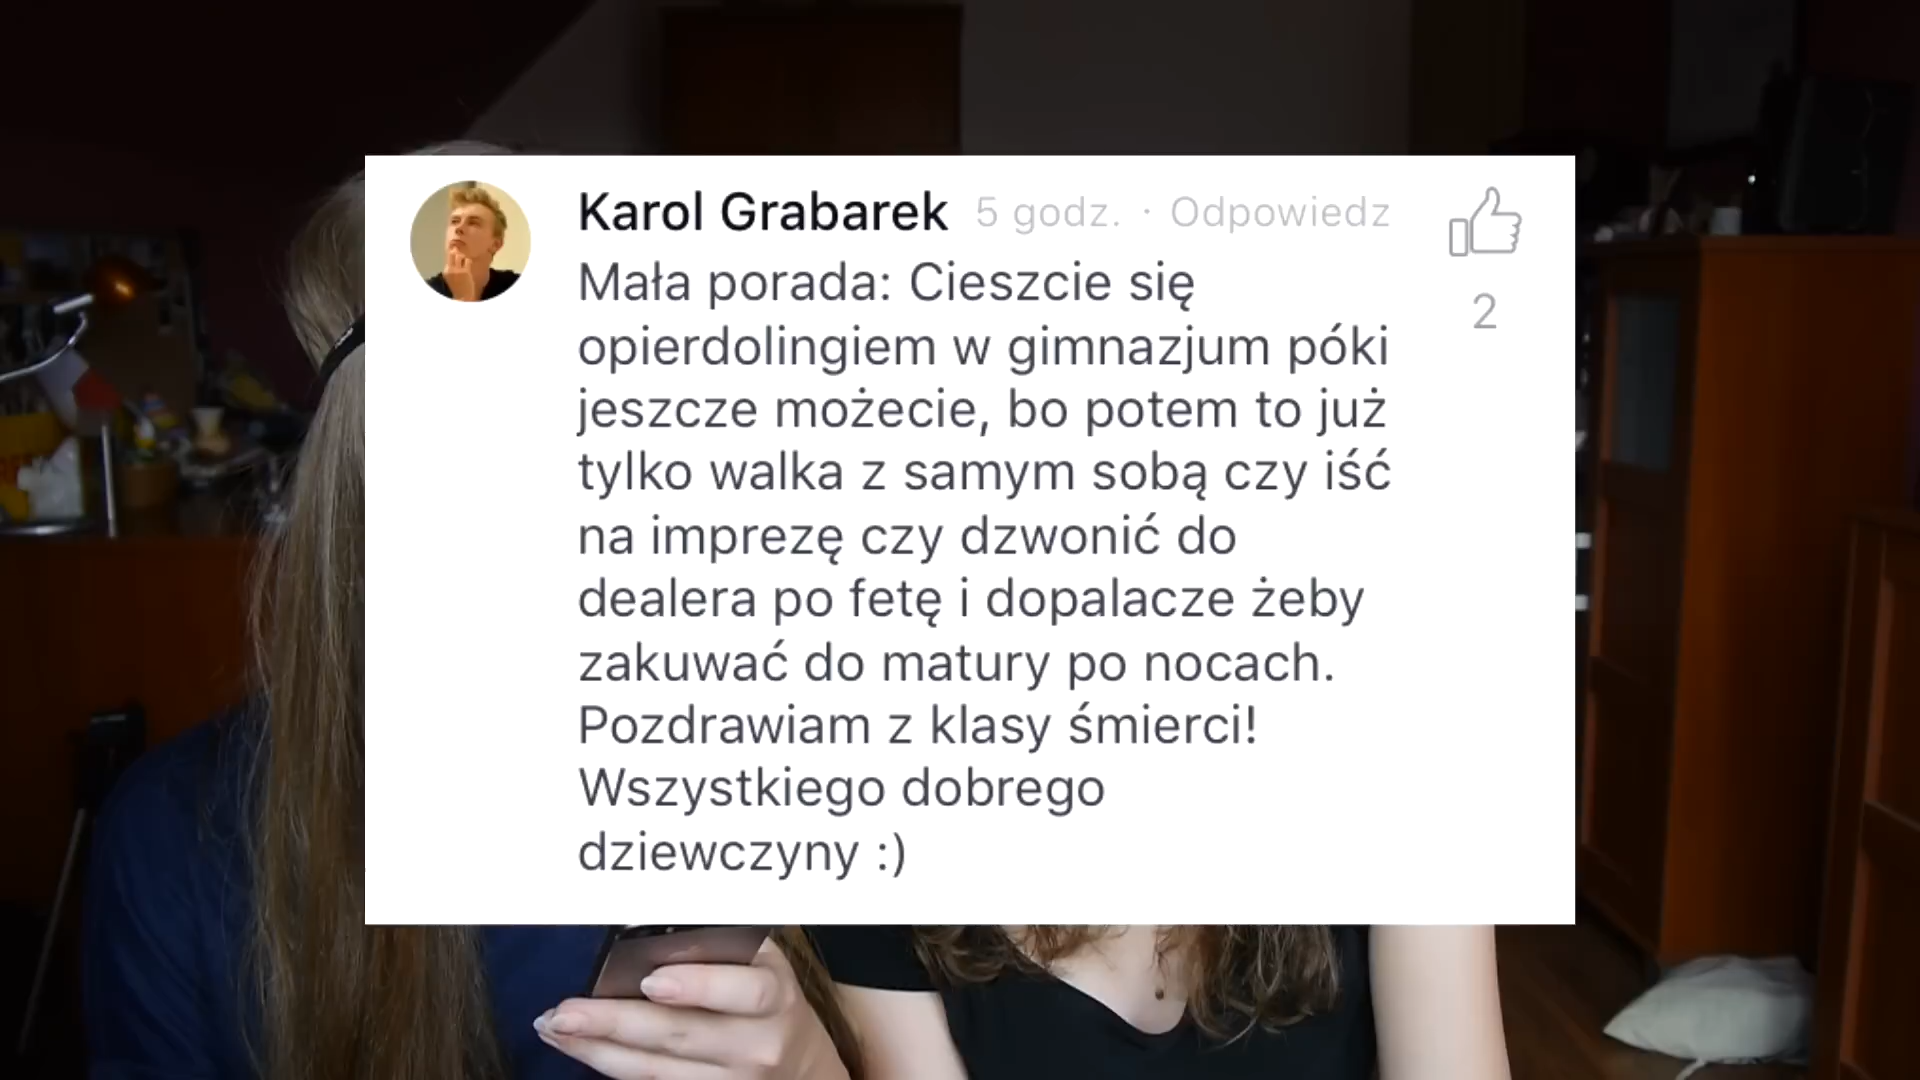 Karol Grabarek 5 godz. · Odpowiedz
Mała porada: Cieszcie się
opierdolingiem w gimnazjum póki
jeszcze możecie, bo potem to już
tylko walka z samym sobą czy iść
na imprezę czy dzwonić do
dealera po fetę i dopalacze żeby
zakuwać do matury po nocach.
Pozdrawiam z klasy śmierci!
Wszystkiego dobrego
dziewczyny :)
2